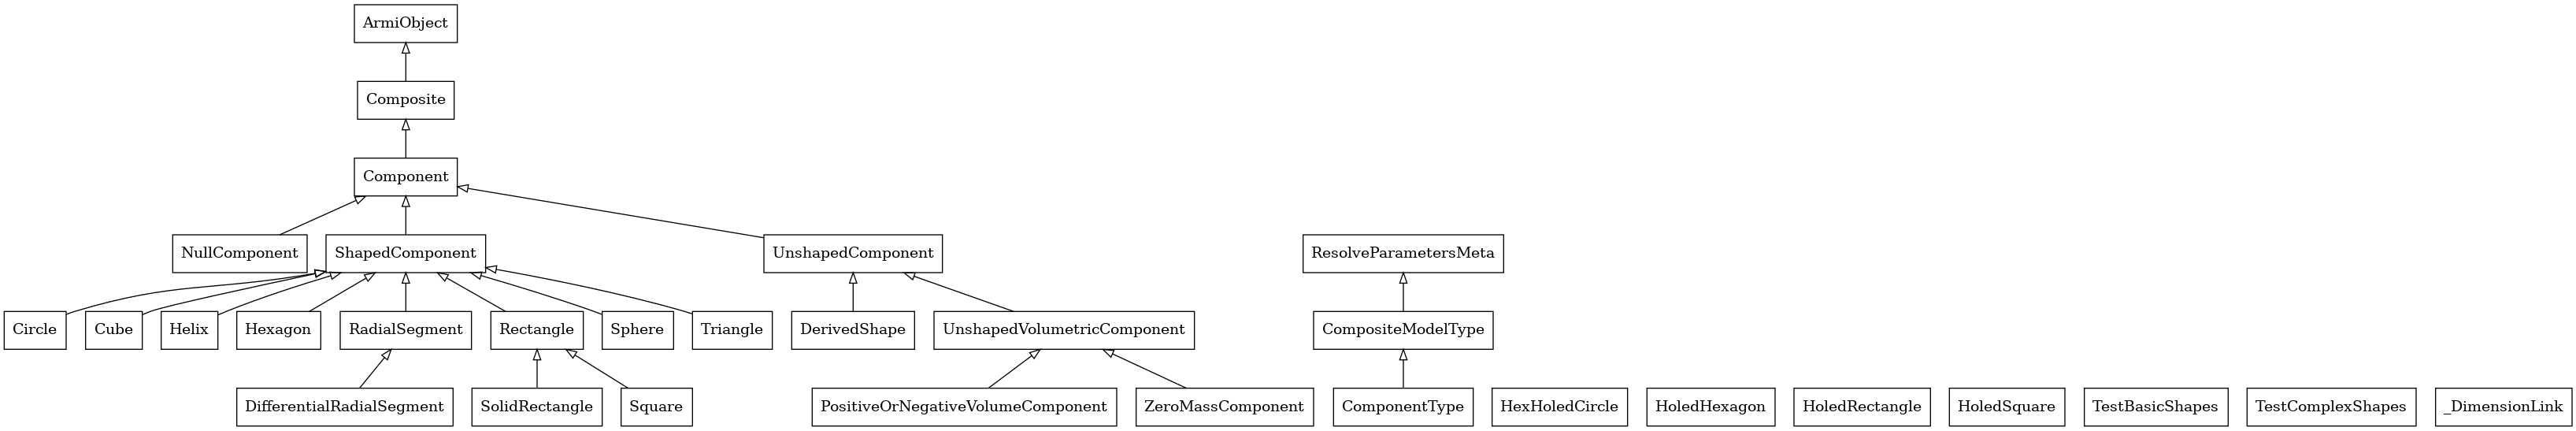 ArmiObject
Composite
Component
NullComponent
ShapedComponent
UnshapedComponent
ResolveParametersMeta
Circle
Cube
Helix
Hexagon
RadialSegment
Rectangle
Sphere
Triangle
DerivedShape
UnshapedVolumetricComponent
CompositeModelType
DifferentialRadialSegment
SolidRectangle
Square
PositiveOrNegativeVolumeComponent
ZeroMassComponent
ComponentType
HexHoledCircle
HoledHexagon
HoledRectangle
HoledSquare
TestBasicShapes
TestComplexShapes
_DimensionLink